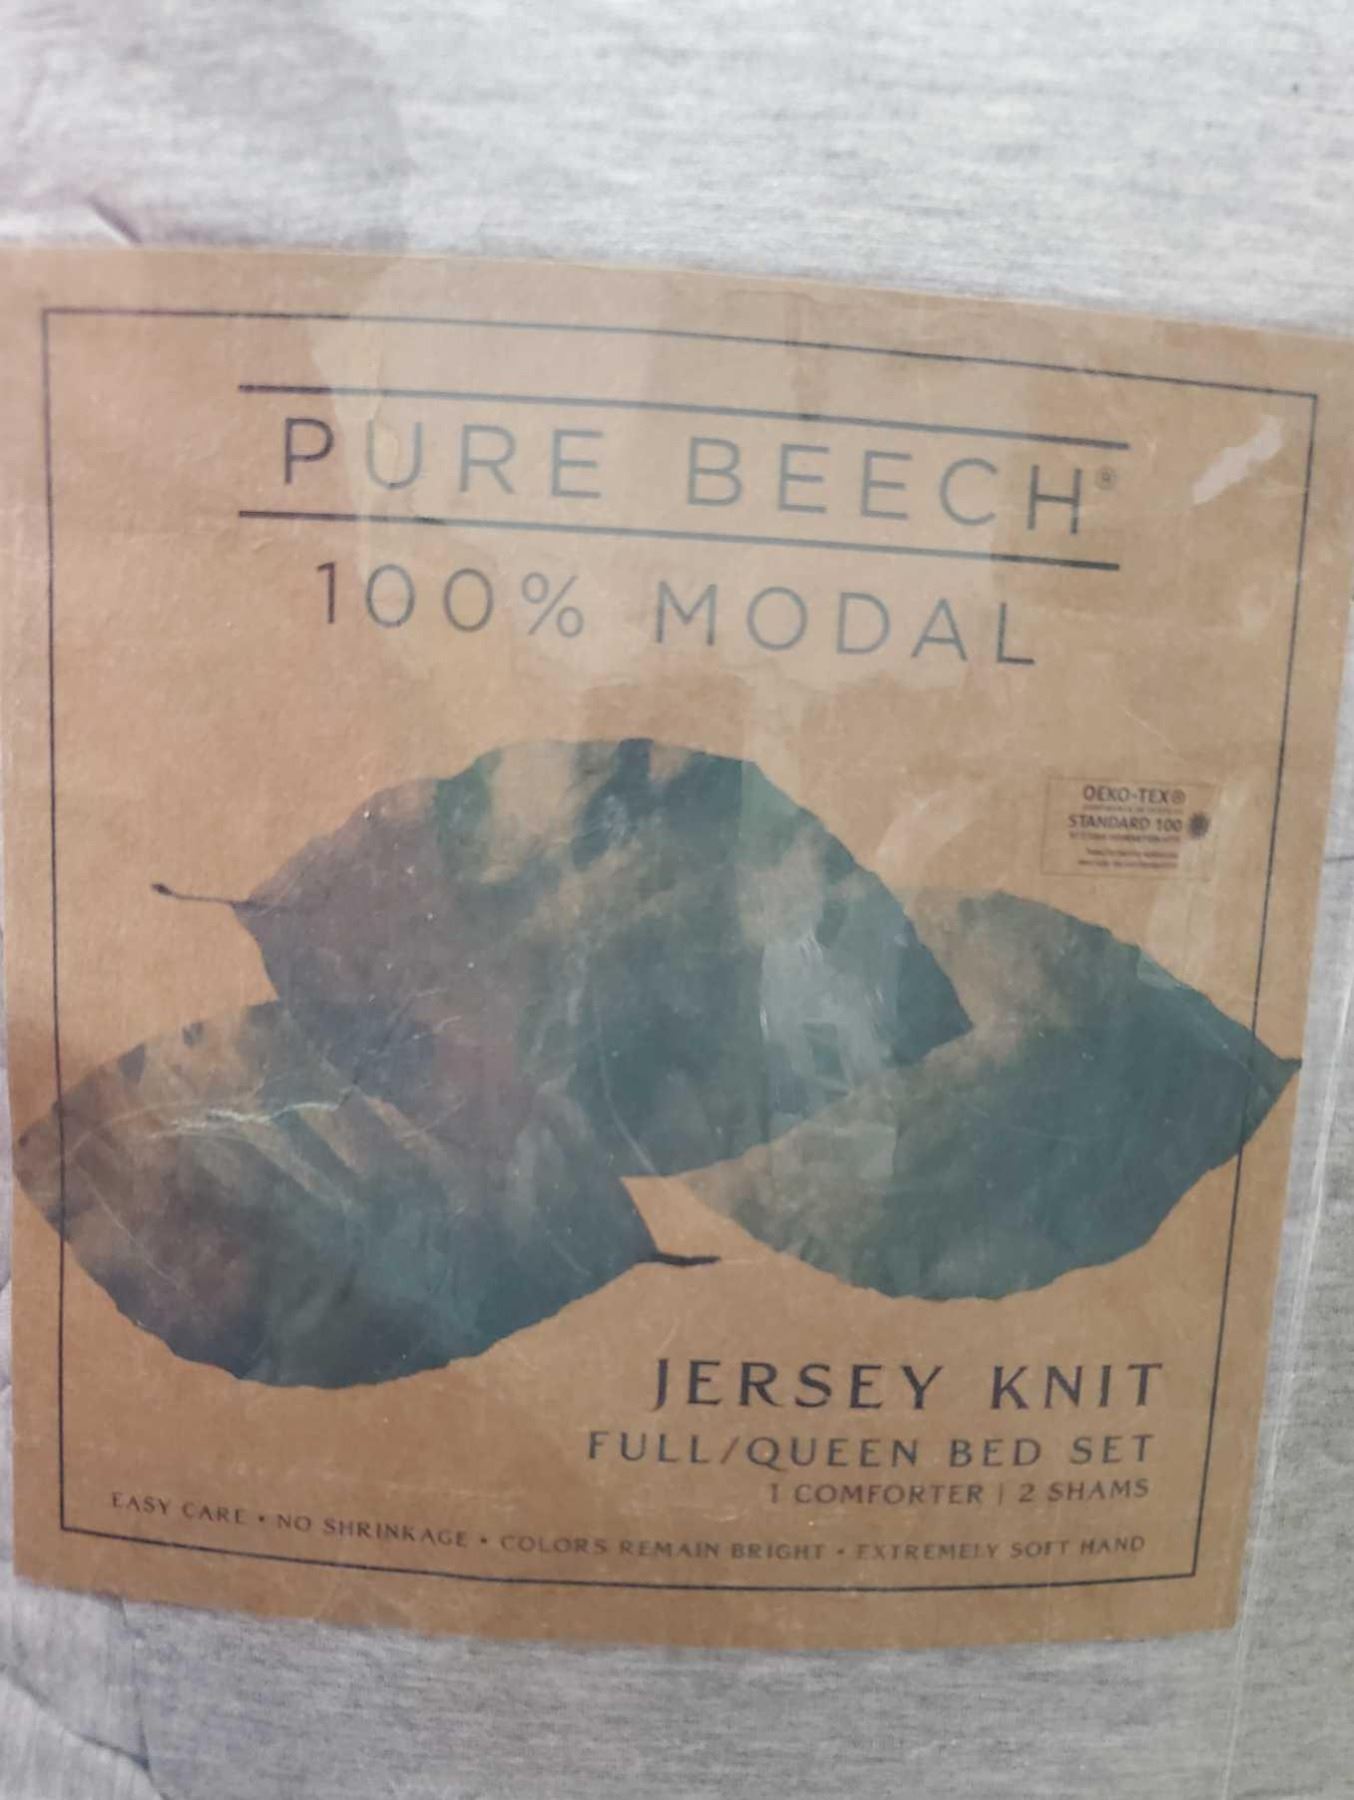 PURE BEECH®
100% MODAL
OEKO-TEX®
STANDARD 100
JERSEY KNIT
FULL/QUEEN BED SET
1 COMFORTER | 2 SHAMS
EASY CARE • NO SHRINKAGE • COLORS REMAIN BRIGHT • EXTREMELY SOFT HAND